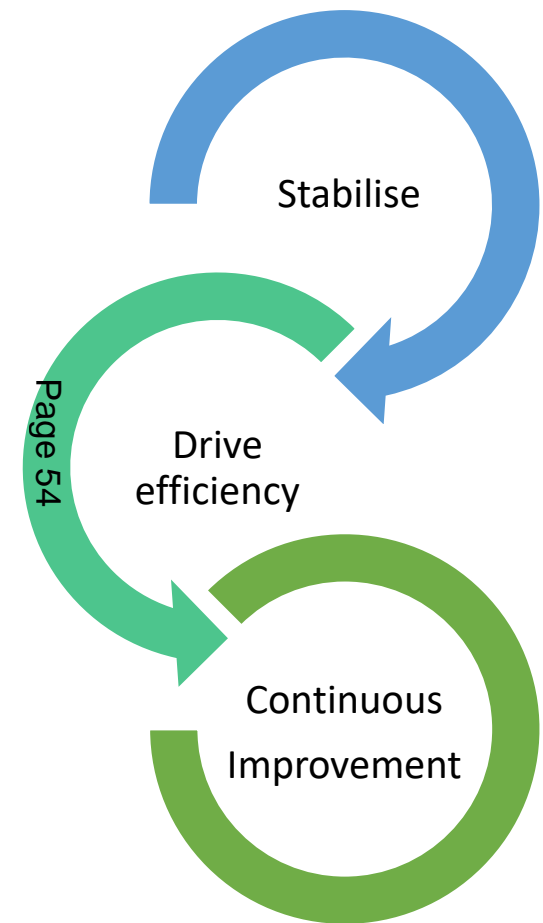 Stabilise
Page 54
Drive
efficiency
Continuous
Improvement